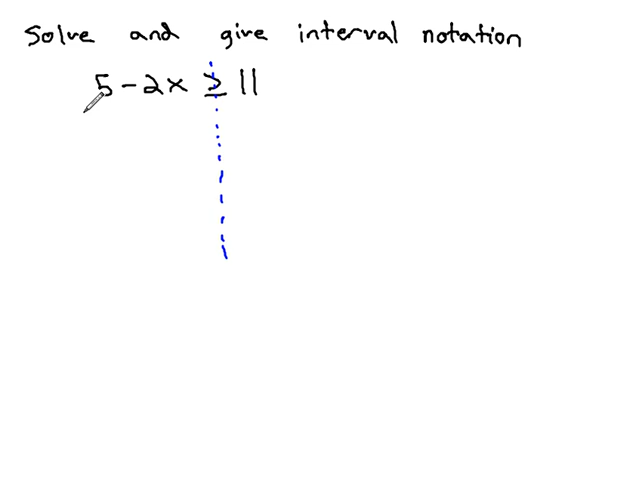 Solve and give interval notation
5 - 2x ≥ 11